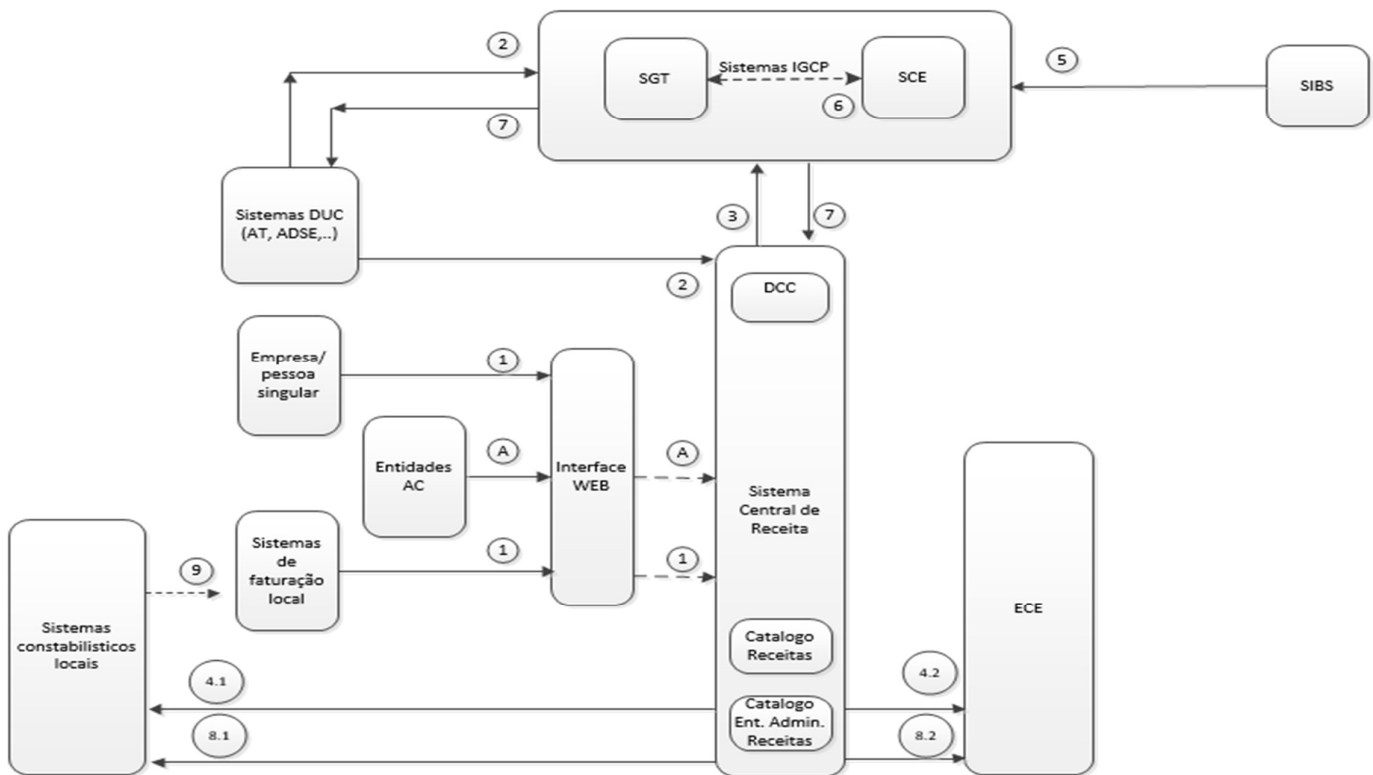 2
SGT
Sistemas IGCP
SCE
6
5
SIBS
7
Sistemas DUC
(AT, ADSE,..)
3
7
2
DCC
Empresa/
pessoa
singular
1
Entidades
AC
A
Interface
WEB
A
Sistema
Central de
Receita
Sistemas
de
faturação
local
1
1
9
Sistemas
constabilisticos
locais
ECE
Catalogo
Receitas
4.1
4.2
Catalogo
Ent. Admin.
Receitas
8.1
8.2